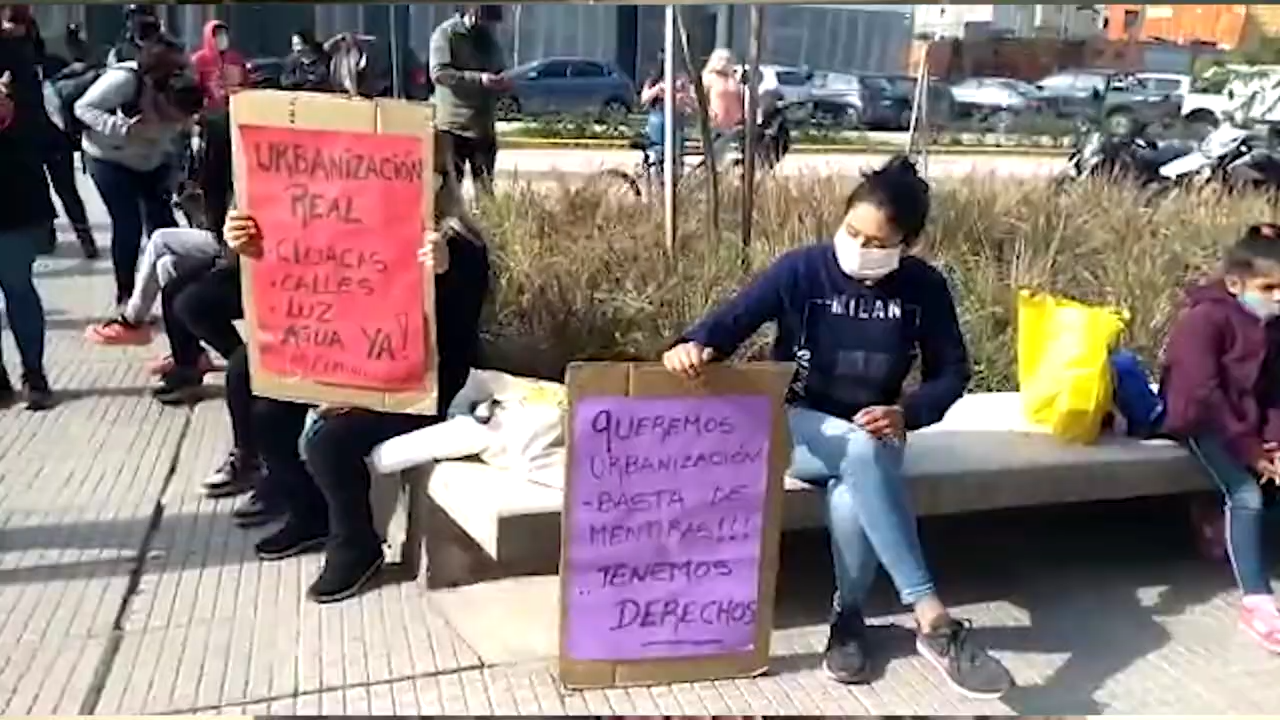 URBANIZACIÓN
REAL
·CLOACAS
·CALLES
·LUZ
AGUA YA!
QUEREMOS
URBANIZACIÓN
-BASTA DE
MENTIRAS!!!
..TENEMOS
DERECHOS
MILAN